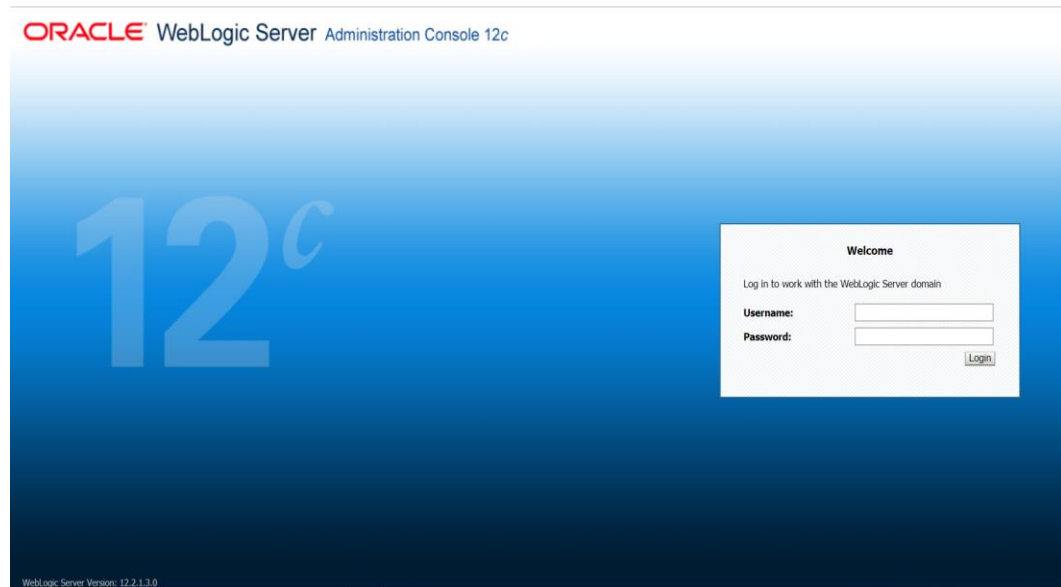 ORACLE WebLogic Server Administration Console 12c
12c
Welcome
Log in to work with the WebLogic Server domain
Username:
Password:
Login
WebLogic Server Version: 12.2.1.3.0